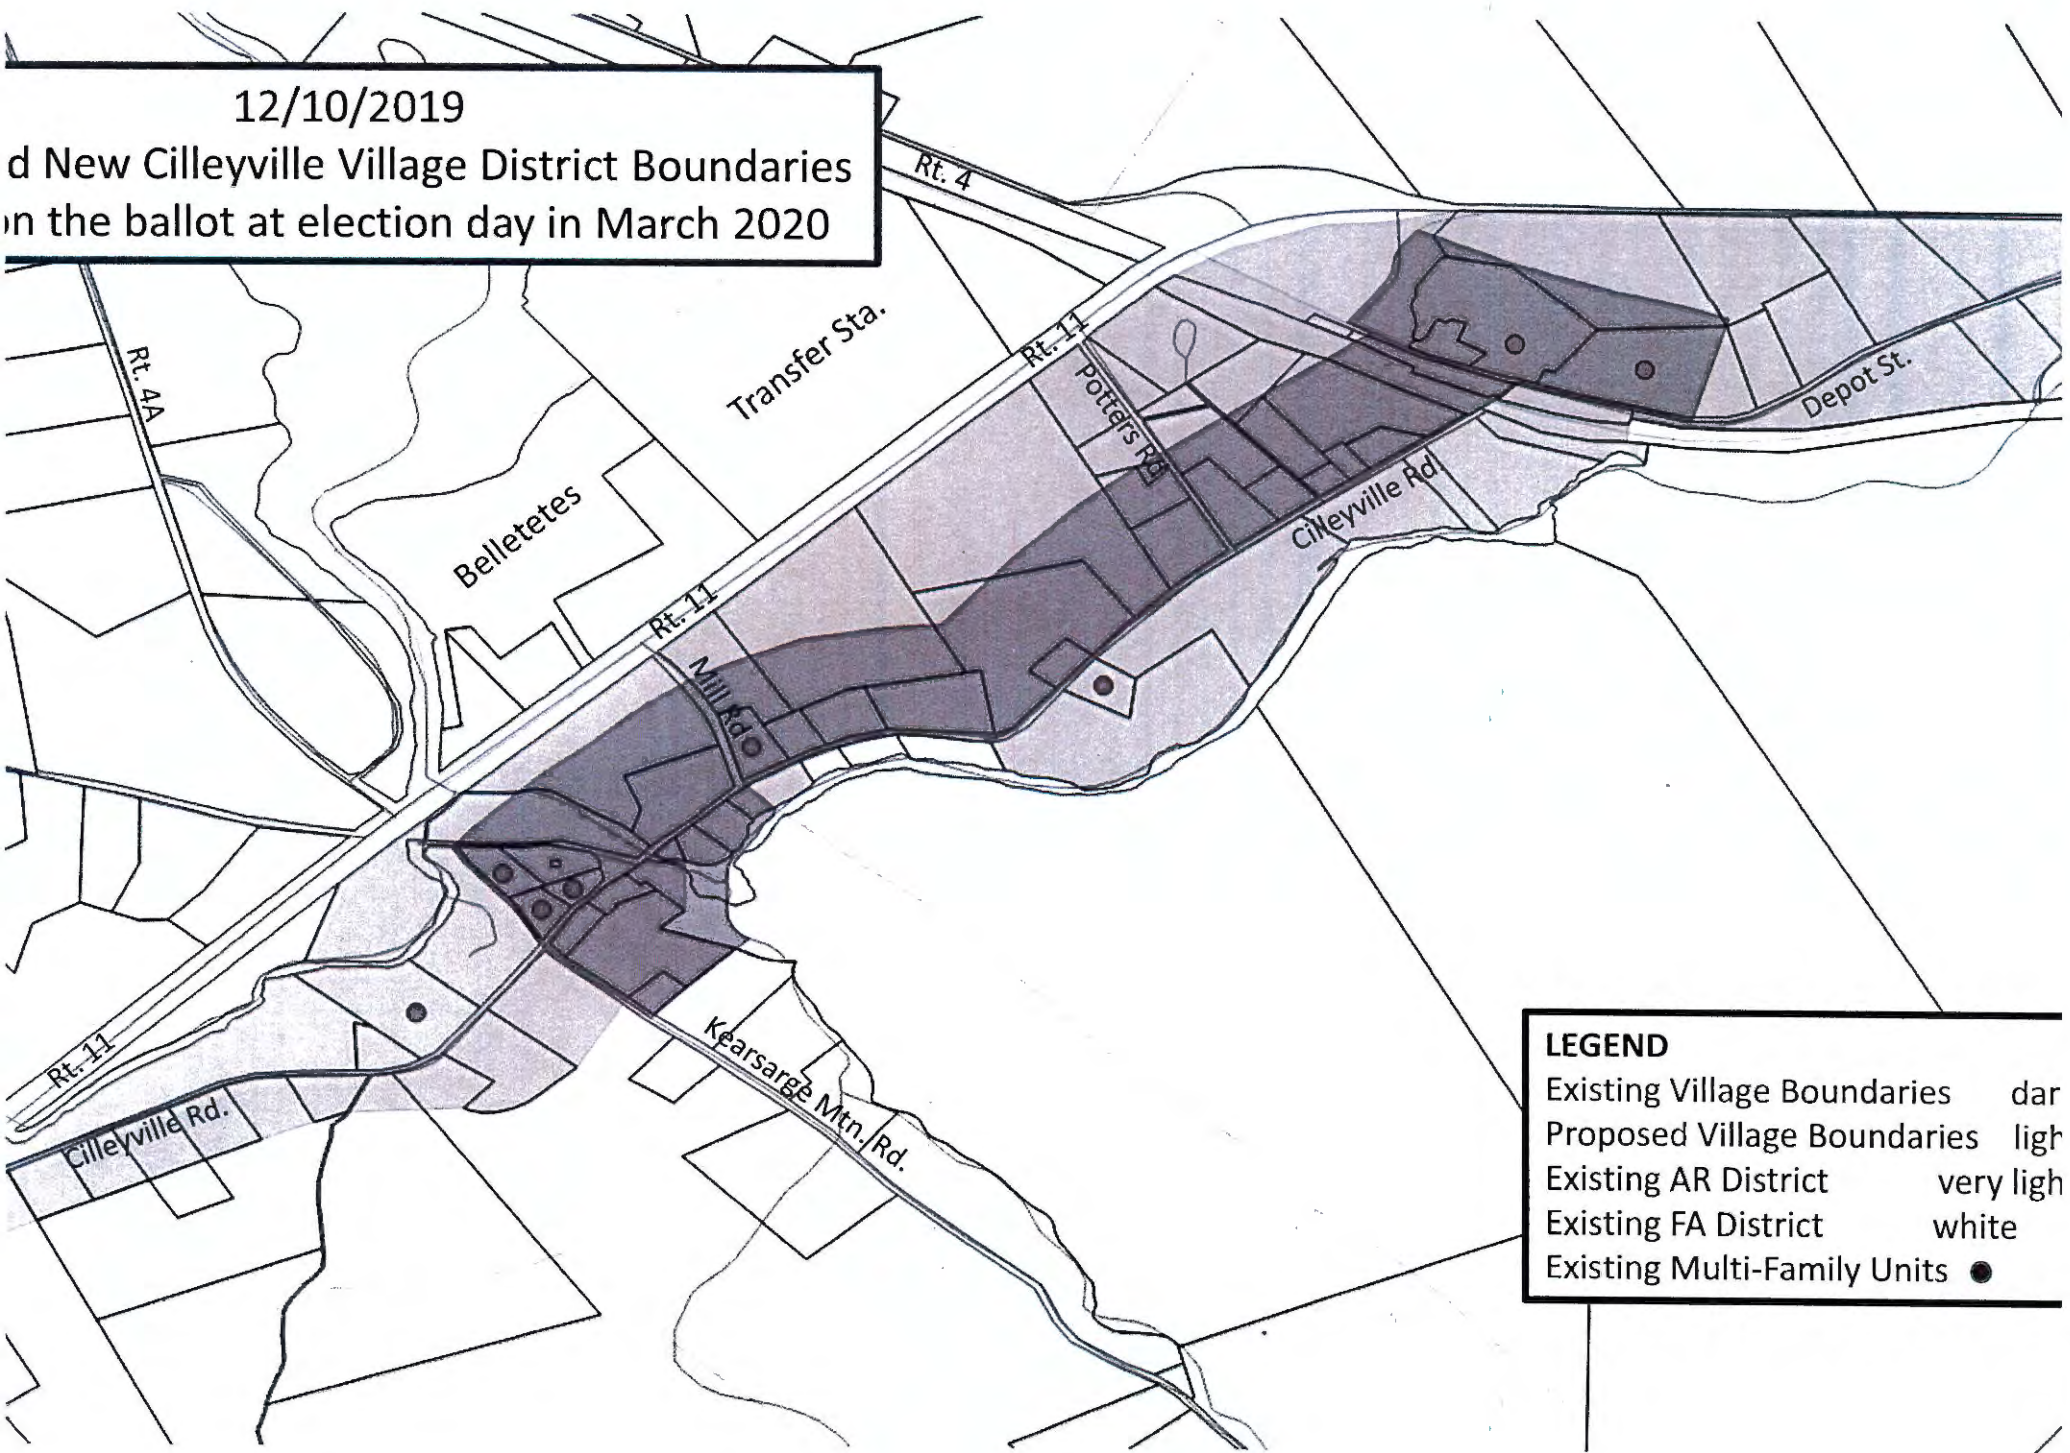 12/10/2019
d New Cilleyville Village District Boundaries
on the ballot at election day in March 2020
Rt. 4
Rt. 4A
Transfer Sta.
Rt. 11
Potters Rd.
Depot St.
Belletetes
Cilleyville Rd.
Rt. 11
Mill Rd.
Rt. 11
Cilleyville Rd.
Kearsarge Mtn. Rd.
LEGEND
Existing Village Boundaries dar
Proposed Village Boundaries ligh
Existing AR District very ligh
Existing FA District white
Existing Multi-Family Units ●